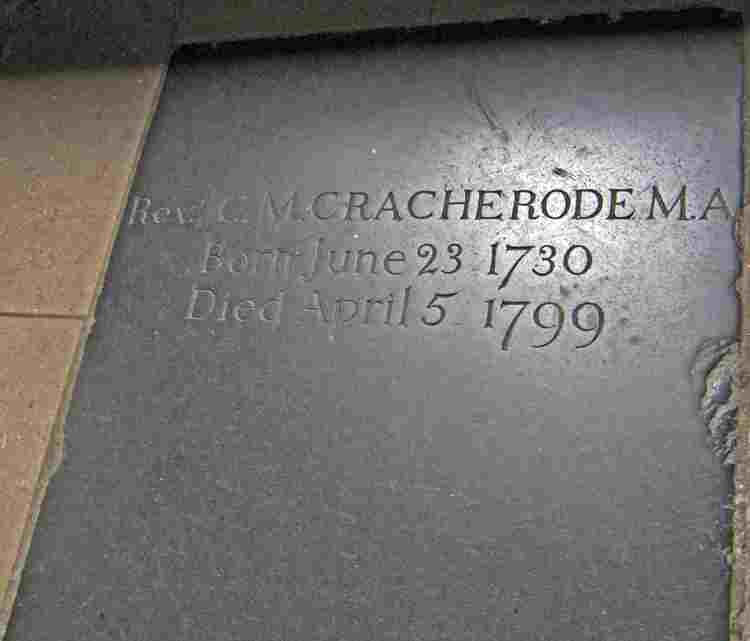 Revd C. M. CRACHERODE M.A
Born June 23 1730
Died April 5 1799